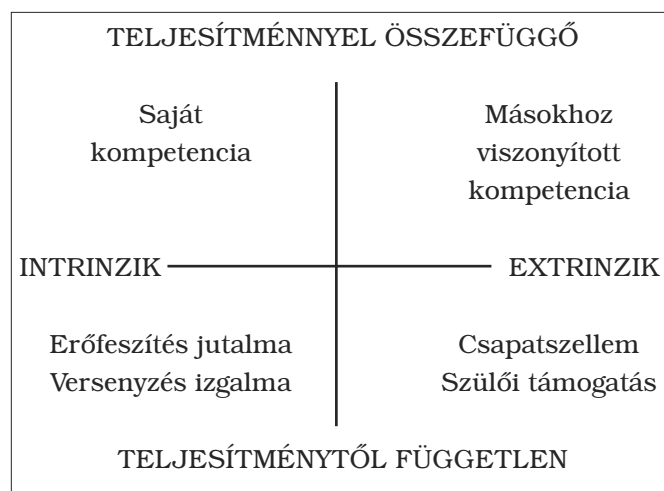 TELJESÍTMÉNNYEL ÖSSZEFÜGGŐ
Saját
kompetencia
Másokhoz
viszonyított
kompetencia
INTRINZIK
EXTRINZIK
Erőfeszítés jutalma
Versenyzés izgalma
Csapatszellem
Szülői támogatás
TELJESÍTMÉNYTŐL FÜGGETLEN